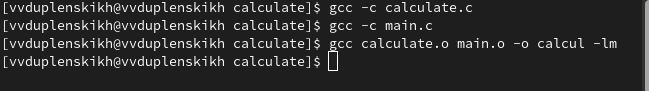 [vvduplenskikh@vvduplenskikh calculate]$ gcc -c calculate.c
[vvduplenskikh@vvduplenskikh calculate]$ gcc -c main.c
[vvduplenskikh@vvduplenskikh calculate]$ gcc calculate.o main.o -o calcul -lm
[vvduplenskikh@vvduplenskikh calculate]$